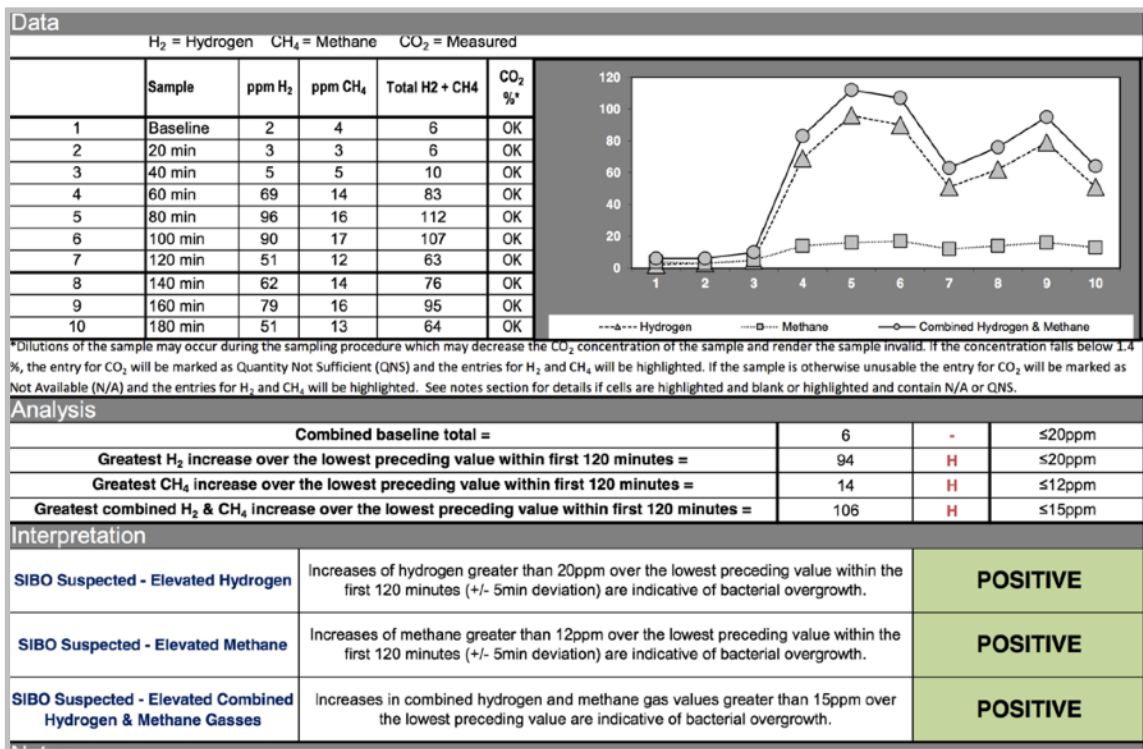 Data
H₂ = Hydrogen CH₄ = Methane CO₂ = Measured
Sample ppm H₂ ppm CH₄ Total H2 + CH4 CO₂ %*
1 Baseline 2 4 6 OK
2 20 min 3 3 6 OK
3 40 min 5 5 10 OK
4 60 min 69 14 83 OK
5 80 min 96 16 112 OK
6 100 min 90 17 107 OK
7 120 min 51 12 63 OK
8 140 min 62 14 76 OK
9 160 min 79 16 95 OK
10 180 min 51 13 64 OK
120
100
80
60
40
20
0
1 2 3 4 5 6 7 8 9 10
Hydrogen Methane Combined Hydrogen & Methane
*Dilutions of the sample may occur during the sampling procedure which may decrease the CO₂ concentration of the sample and render the sample invalid. If the concentration falls below 1.4
%, the entry for CO₂ will be marked as Quantity Not Sufficient (QNS) and the entries for H₂ and CH₄ will be highlighted. If the sample is otherwise unusable the entry for CO₂ will be marked as
Not Available (N/A) and the entries for H₂ and CH₄ will be highlighted. See notes section for details if cells are highlighted and blank or highlighted and contain N/A or QNS.
Analysis
Combined baseline total = 6 - ≤20ppm
Greatest H₂ increase over the lowest preceding value within first 120 minutes = 94 H ≤20ppm
Greatest CH₄ increase over the lowest preceding value within first 120 minutes = 14 H ≤12ppm
Greatest combined H₂ & CH₄ increase over the lowest preceding value within first 120 minutes = 106 H ≤15ppm
Interpretation
SIBO Suspected - Elevated Hydrogen
Increases of hydrogen greater than 20ppm over the lowest preceding value within the
first 120 minutes (+/- 5min deviation) are indicative of bacterial overgrowth.
POSITIVE
SIBO Suspected - Elevated Methane
Increases of methane greater than 12ppm over the lowest preceding value within the
first 120 minutes (+/- 5min deviation) are indicative of bacterial overgrowth.
POSITIVE
SIBO Suspected - Elevated Combined
Hydrogen & Methane Gasses
Increases in combined hydrogen and methane gas values greater than 15ppm over
the lowest preceding value are indicative of bacterial overgrowth.
POSITIVE